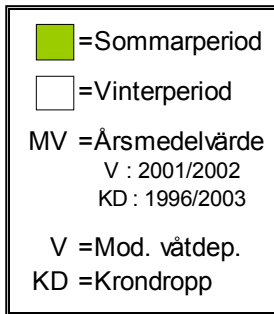 =Sommarperiod
=Vinterperiod
MV =Årsmedelvärde
V : 2001/2002
KD : 1996/2003
V =Mod. våtdep.
KD =Krondropp